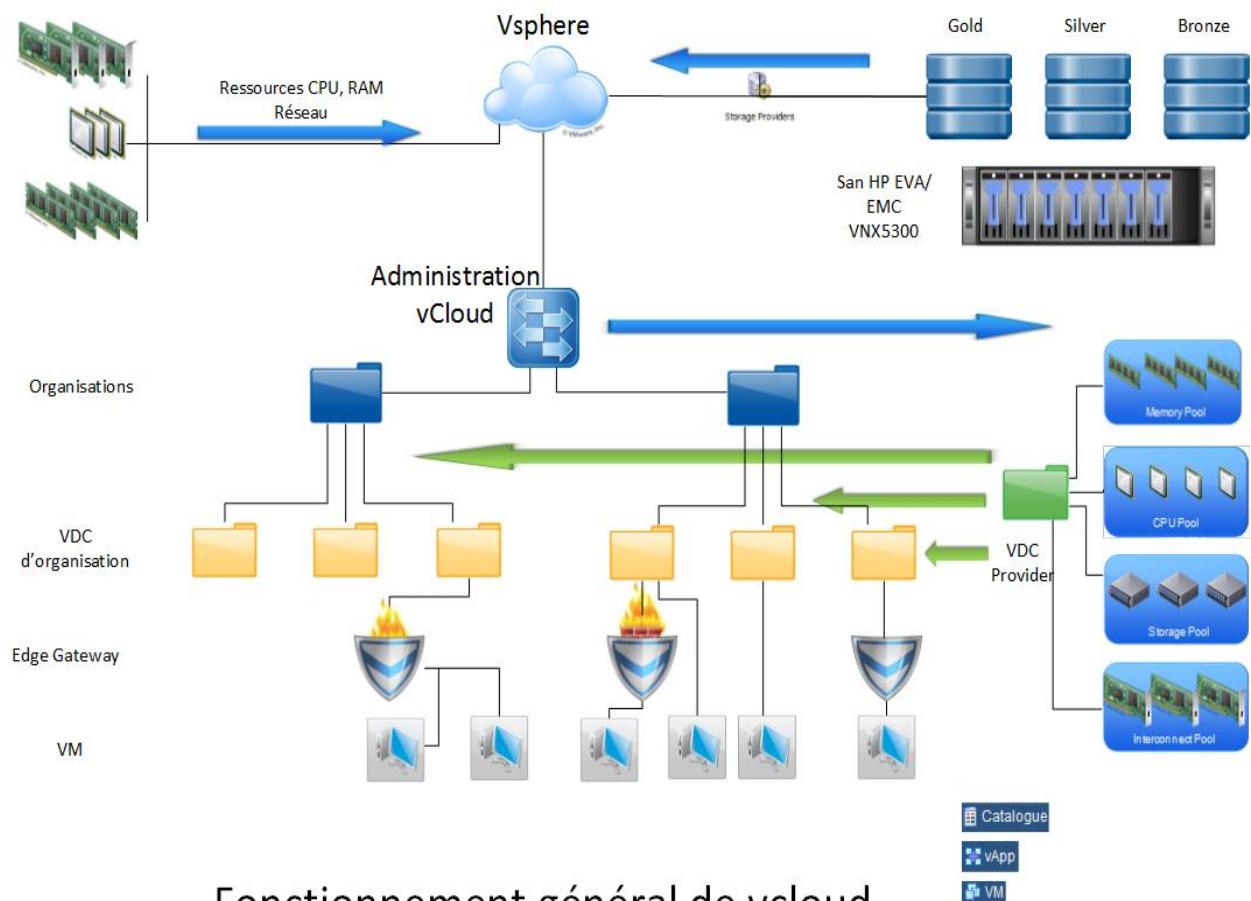 Vsphere
Gold
Silver
Bronze
Ressources CPU, RAM
Réseau
© VMware, Inc.
Storage Providers
San HP EVA/
EMC
VNX5300
Administration
vCloud
Organisations
Memory Pool
CPU Pool
VDC
d'organisation
VDC
Provider
Storage Pool
Edge Gateway
Interconnect Pool
VM
Catalogue
vApp
VM
Fonctionnement général de vcloud